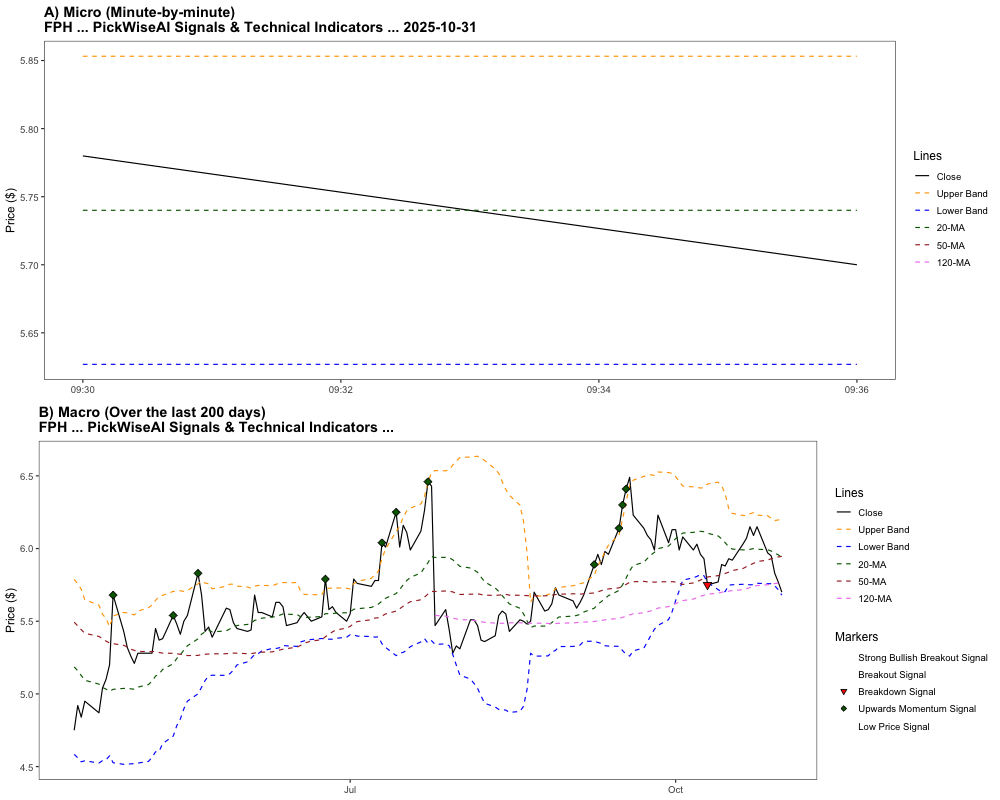 A) Micro (Minute-by-minute)
FPH ... PickWiseAI Signals & Technical Indicators ... 2025-10-31
Price ($)
5.85
5.80
5.75
5.70
5.65
09:30
09:32
09:34
09:36
Lines
Close
Upper Band
Lower Band
20-MA
50-MA
120-MA
B) Macro (Over the last 200 days)
FPH ... PickWiseAI Signals & Technical Indicators ...
Price ($)
6.5
6.0
5.5
5.0
4.5
Jul
Oct
Lines
Close
Upper Band
Lower Band
20-MA
50-MA
120-MA
Markers
Strong Bullish Breakout Signal
Breakout Signal
Breakdown Signal
Upwards Momentum Signal
Low Price Signal